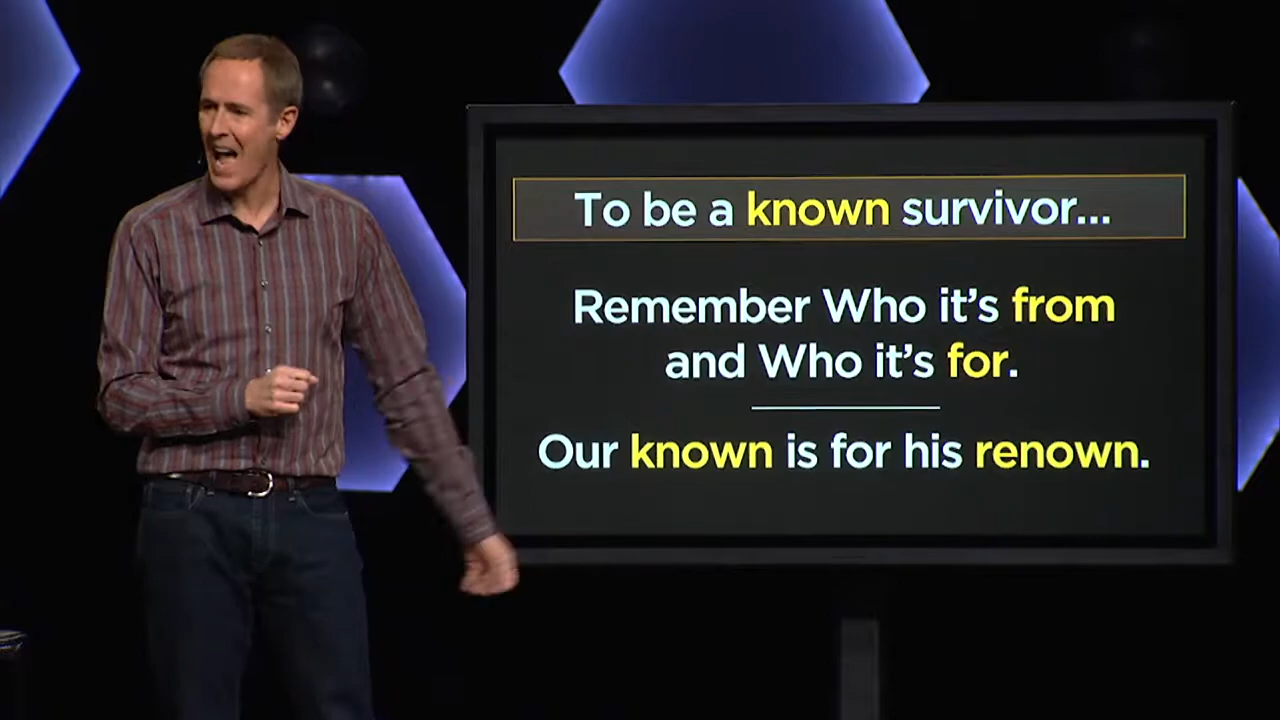 To be a known survivor...
Remember Who it's from
and Who it's for.
Our known is for his renown.